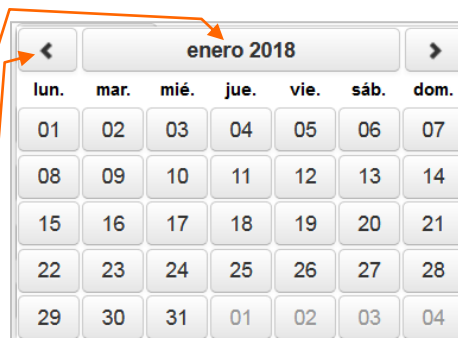 enero 2018
lun. mar. mié. jue. vie. sáb. dom.
01 02 03 04 05 06 07
08 09 10 11 12 13 14
15 16 17 18 19 20 21
22 23 24 25 26 27 28
29 30 31 01 02 03 04